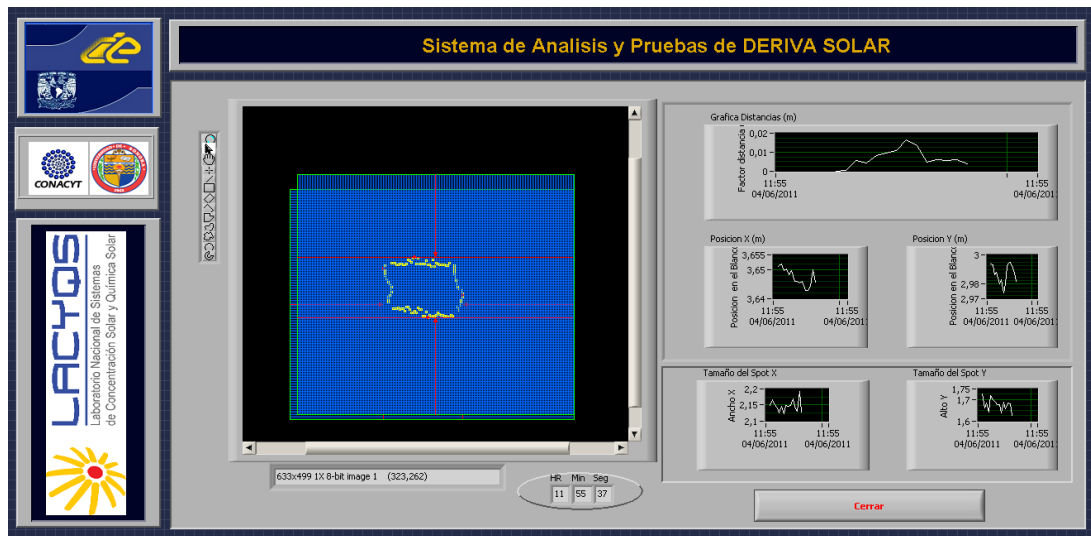 Sistema de Analisis y Pruebas de DERIVA SOLAR
CONACYT
LACYQS
Laboratorio Nacional de Sistemas
de Concentración Solar y Química Solar
633x499 1X 8-bit image 1 (323,262)
HR Min Seg
11 55 37
Grafica Distancias (m)
Factor distancia
0,02
0,01
0
11:55
04/06/2011
11:55
04/06/2011
Posicion X (m)
Posicion en el Blanco
3,655
3,65
3,64
11:55
04/06/2011
11:55
04/06/2011
Posicion Y (m)
Posicion en el Blanco
3
2,98
2,97
11:55
04/06/2011
11:55
04/06/201
Tamaño del Spot X
Ancho X
2,2
2,15
2,1
11:55
04/06/2011
11:55
04/06/2011
Tamaño del Spot Y
Alto Y
1,75
1,7
1,6
11:55
04/06/2011
11:55
04/06/201
Cerrar